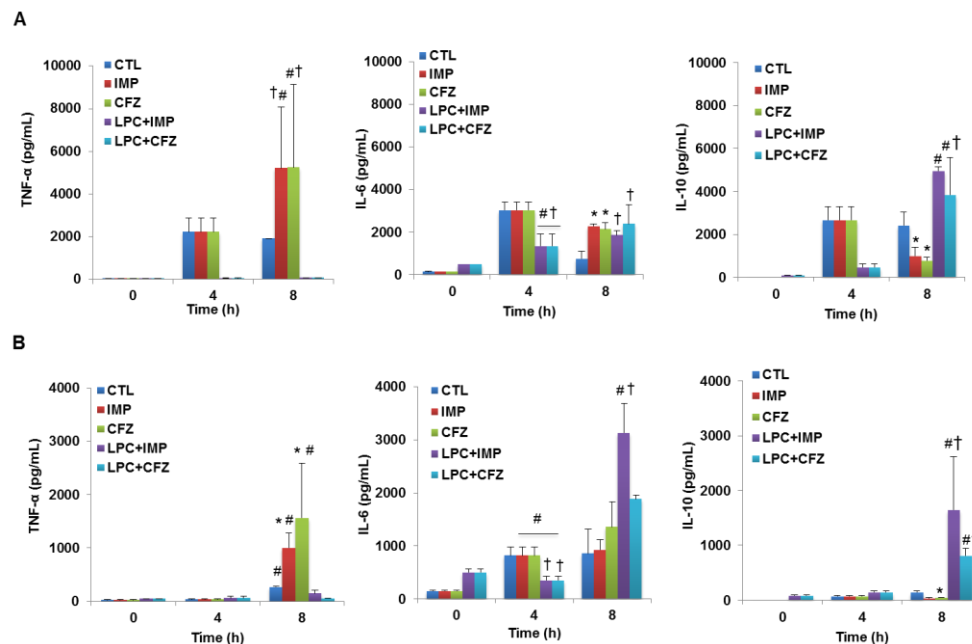 A
TNF-α (pg/mL)
10000
8000
6000
4000
2000
0
CTL
IMP
CFZ
LPC+IMP
LPC+CFZ
†#
#†
0 4 8
Time (h)
IL-6 (pg/mL)
10000
8000
6000
4000
2000
0
CTL
IMP
CFZ
LPC+IMP
LPC+CFZ
#†
* * † †
0 4 8
Time (h)
IL-10 (pg/mL)
10000
8000
6000
4000
2000
0
CTL
IMP
CFZ
LPC+IMP
LPC+CFZ
* * # #†
0 4 8
Time (h)
B
TNF-α (pg/mL)
4000
3000
2000
1000
0
CTL
IMP
CFZ
LPC+IMP
LPC+CFZ
* #
* #
#
0 4 8
Time (h)
IL-6 (pg/mL)
4000
3000
2000
1000
0
CTL
IMP
CFZ
LPC+IMP
LPC+CFZ
#†
#
† †
0 4 8
Time (h)
IL-10 (pg/mL)
4000
3000
2000
1000
0
CTL
IMP
CFZ
LPC+IMP
LPC+CFZ
#†
#
*
0 4 8
Time (h)